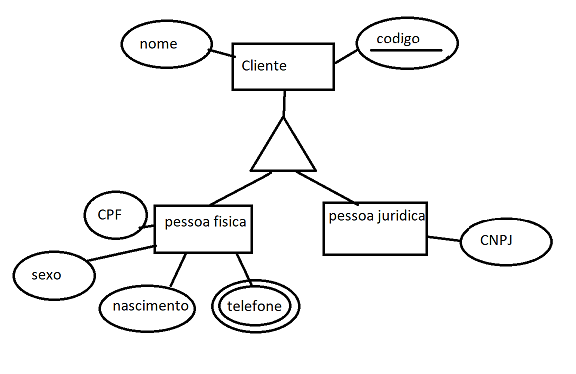 nome
codigo
Cliente
CPF
pessoa fisica
pessoa juridica
CNPJ
sexo
nascimento
telefone